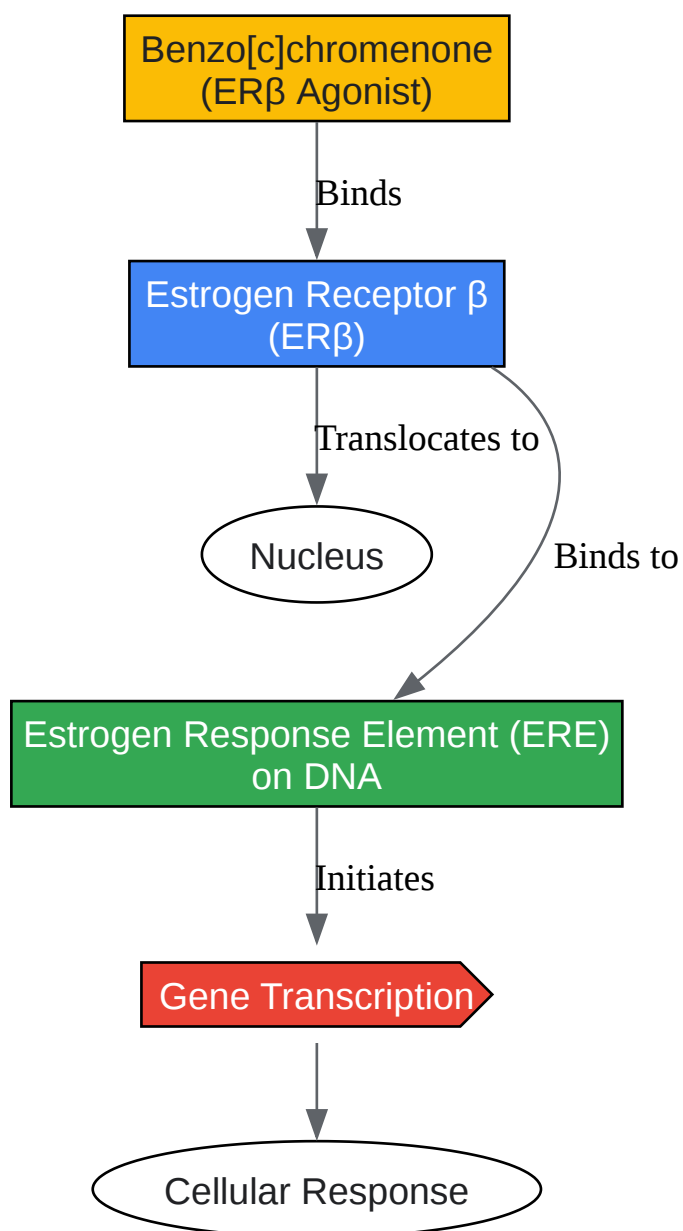 Benzo[c]chromenone
(ERβ Agonist)
Binds
Estrogen Receptor β
(ERβ)
Translocates to
Nucleus
Binds to
Estrogen Response Element (ERE)
on DNA
Initiates
Gene Transcription
Cellular Response